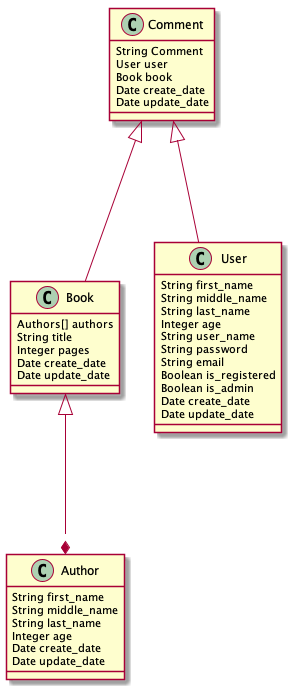 C Comment
String Comment
User user
Book book
Date create_date
Date update_date
C User
String first_name
String middle_name
String last_name
Integer age
String user_name
String password
String email
Boolean is_registered
Boolean is_admin
Date create_date
Date update_date
C Book
Authors[] authors
String title
Integer pages
Date create_date
Date update_date
C Author
String first_name
String middle_name
String last_name
Integer age
Date create_date
Date update_date